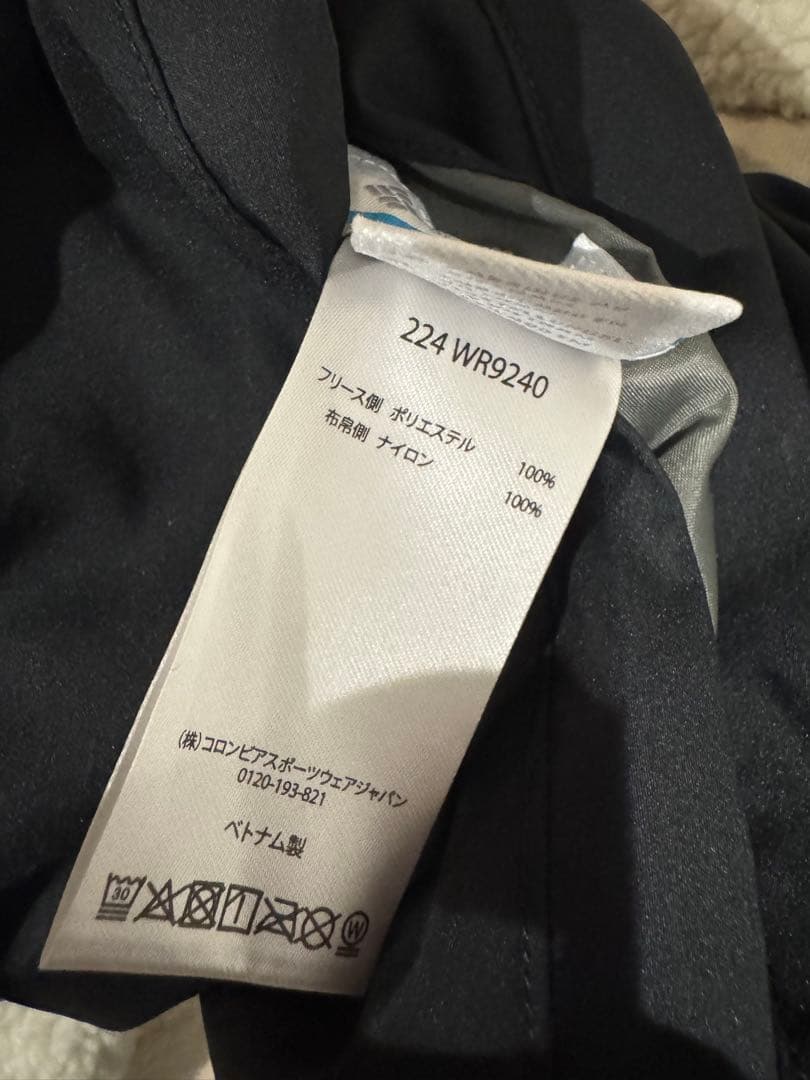 224 WR9240
フリース側 ポリエステル 100%
布帛側 ナイロン 100%
(株)コロンビアスポーツウェアジャパン
0120-193-821
ベトナム製
30
W